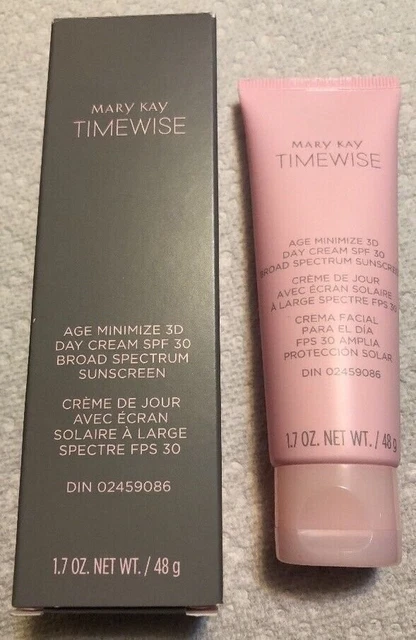 MARY KAY
TIMEWISE
AGE MINIMIZE 3D
DAY CREAM SPF 30
BROAD SPECTRUM
SUNSCREEN
CRÈME DE JOUR
AVEC ÉCRAN
SOLAIRE À LARGE
SPECTRE FPS 30
DIN 02459086
1.7 OZ. NET WT. / 48 g
MARY KAY
TIMEWISE
AGE MINIMIZE 3D
DAY CREAM SPF 30
BROAD SPECTRUM SUNSCREEN
CRÈME DE JOUR
AVEC ÉCRAN SOLAIRE
À LARGE SPECTRE FPS 30
CREMA FACIAL
PARA EL DÍA
FPS 30 AMPLIA
PROTECCIÓN SOLAR
DIN 02459086
1.7 OZ. NET WT. / 48 g